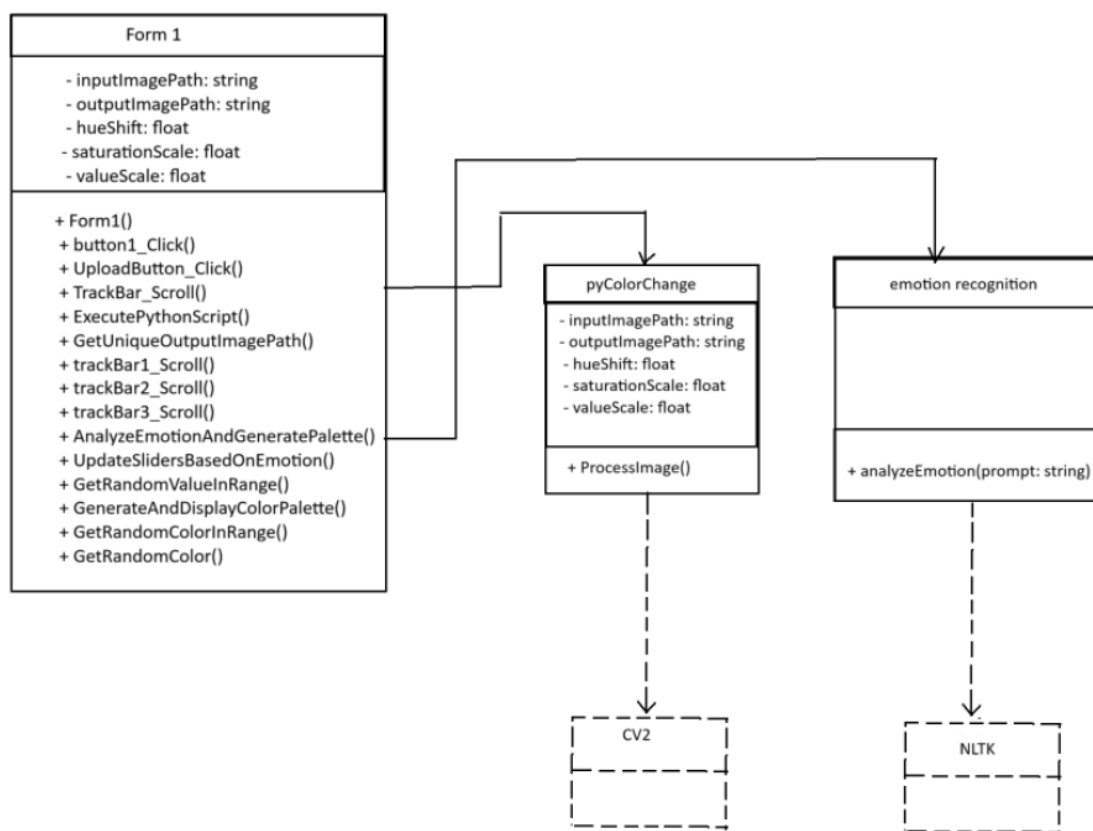 Form 1
- inputImagePath: string
- outputImagePath: string
- hueShift: float
- saturationScale: float
- valueScale: float
+ Form1()
+ button1_Click()
+ UploadButton_Click()
+ TrackBar_Scroll()
+ ExecutePythonScript()
+ GetUniqueOutputImagePath()
+ trackBar1_Scroll()
+ trackBar2_Scroll()
+ trackBar3_Scroll()
+ AnalyzeEmotionAndGeneratePalette()
+ UpdateSlidersBasedOnEmotion()
+ GetRandomValueInRange()
+ GenerateAndDisplayColorPalette()
+ GetRandomColorInRange()
+ GetRandomColor()
pyColorChange
- inputImagePath: string
- outputImagePath: string
- hueShift: float
- saturationScale: float
- valueScale: float
+ ProcessImage()
emotion recognition
+ analyzeEmotion(prompt: string)
CV2
NLTK